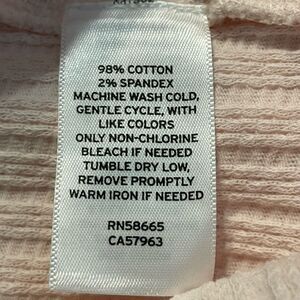 98% COTTON
2% SPANDEX
MACHINE WASH COLD,
GENTLE CYCLE, WITH
LIKE COLORS
ONLY NON-CHLORINE
BLEACH IF NEEDED
TUMBLE DRY LOW,
REMOVE PROMPTLY
WARM IRON IF NEEDED
RN58665
CA57963